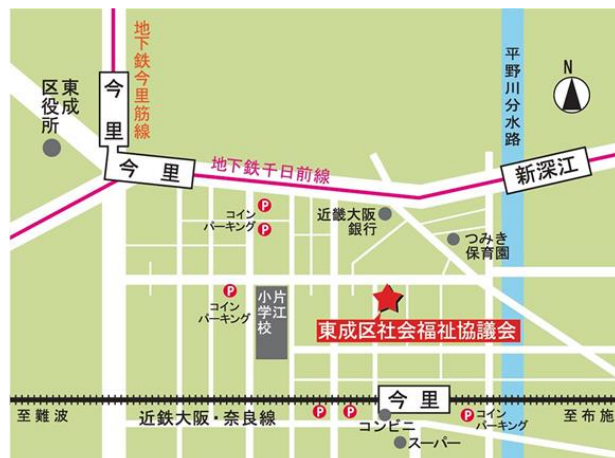 地下鉄今里筋線
今里
東成
区役所
今里
地下鉄千日前線
新深江
平野川分水路
N
P
コイン
パーキング
P
近畿大阪
銀行
つみき
保育園
P
コイン
パーキング
片江
小学校
東成区社会福祉協議会
今里
至難波
近鉄大阪・奈良線
P
P
コンビニ
スーパー
P
コイン
パーキング
至布施